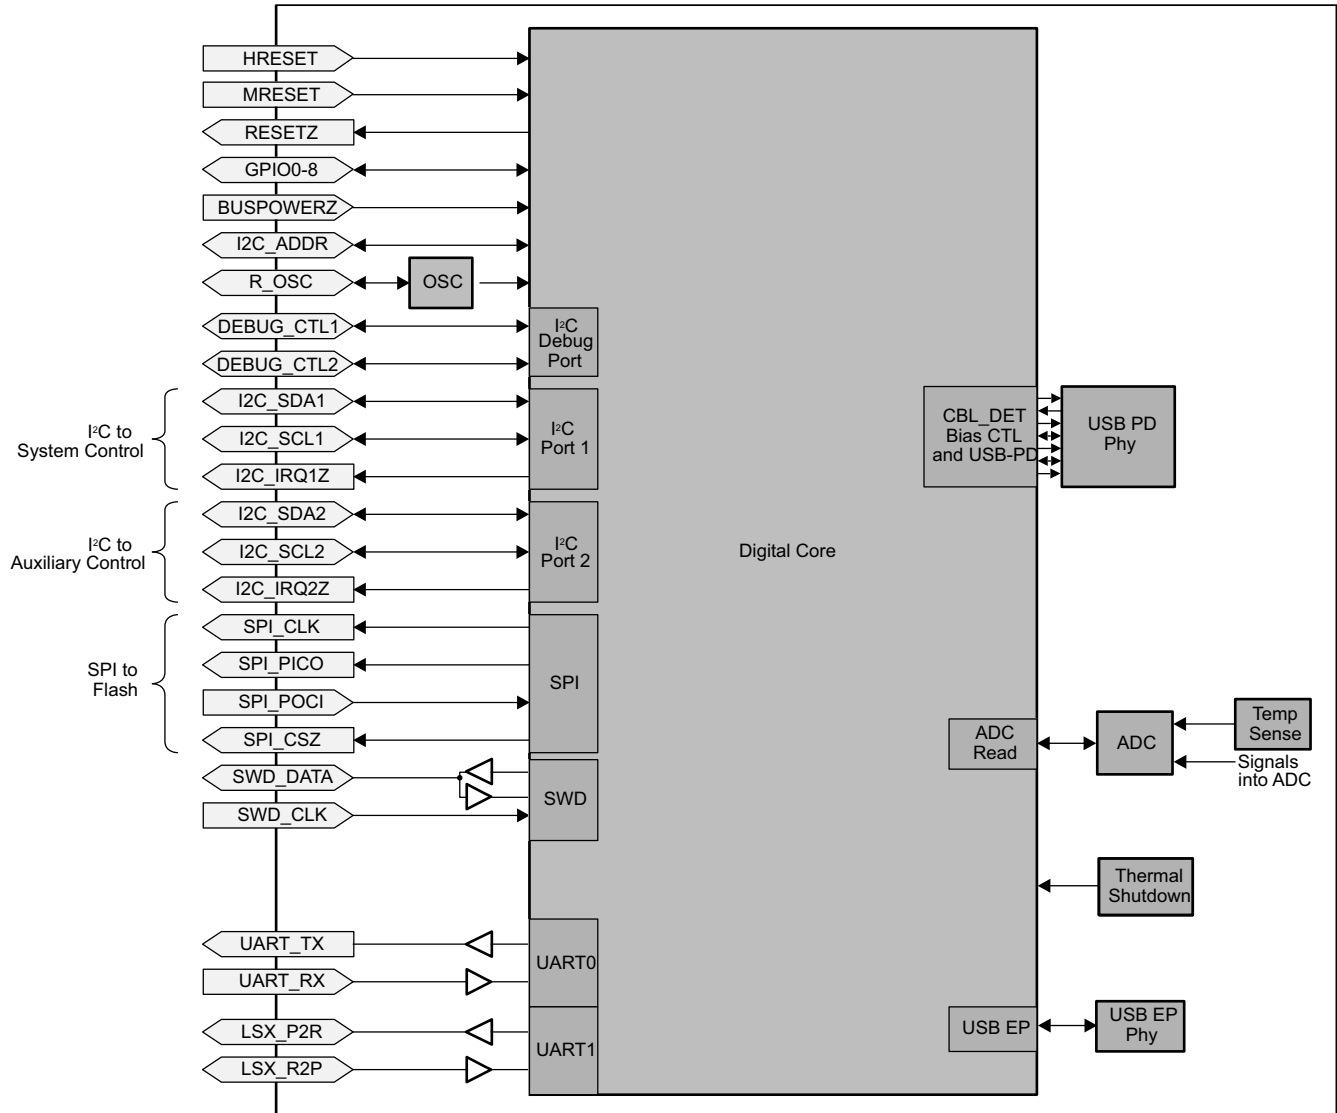 HRESET
MRESET
RESETZ
GPIO0-8
BUSPOWERZ
I2C_ADDR
R_OSC
OSC
DEBUG_CTL1
DEBUG_CTL2
I²C
Debug
Port
I²C to
System Control
I2C_SDA1
I2C_SCL1
I2C_IRQ1Z
I²C
Port 1
I²C to
Auxiliary Control
I2C_SDA2
I2C_SCL2
I2C_IRQ2Z
I²C
Port 2
SPI to
Flash
SPI_CLK
SPI_PICO
SPI_POCI
SPI_CSZ
SPI
SWD_DATA
SWD_CLK
SWD
UART_TX
UART_RX
UART0
LSX_P2R
LSX_R2P
UART1
Digital Core
CBL_DET
Bias CTL
and USB-PD
USB PD
Phy
ADC
Read
ADC
Temp
Sense
Signals
into ADC
Thermal
Shutdown
USB EP
USB EP
Phy